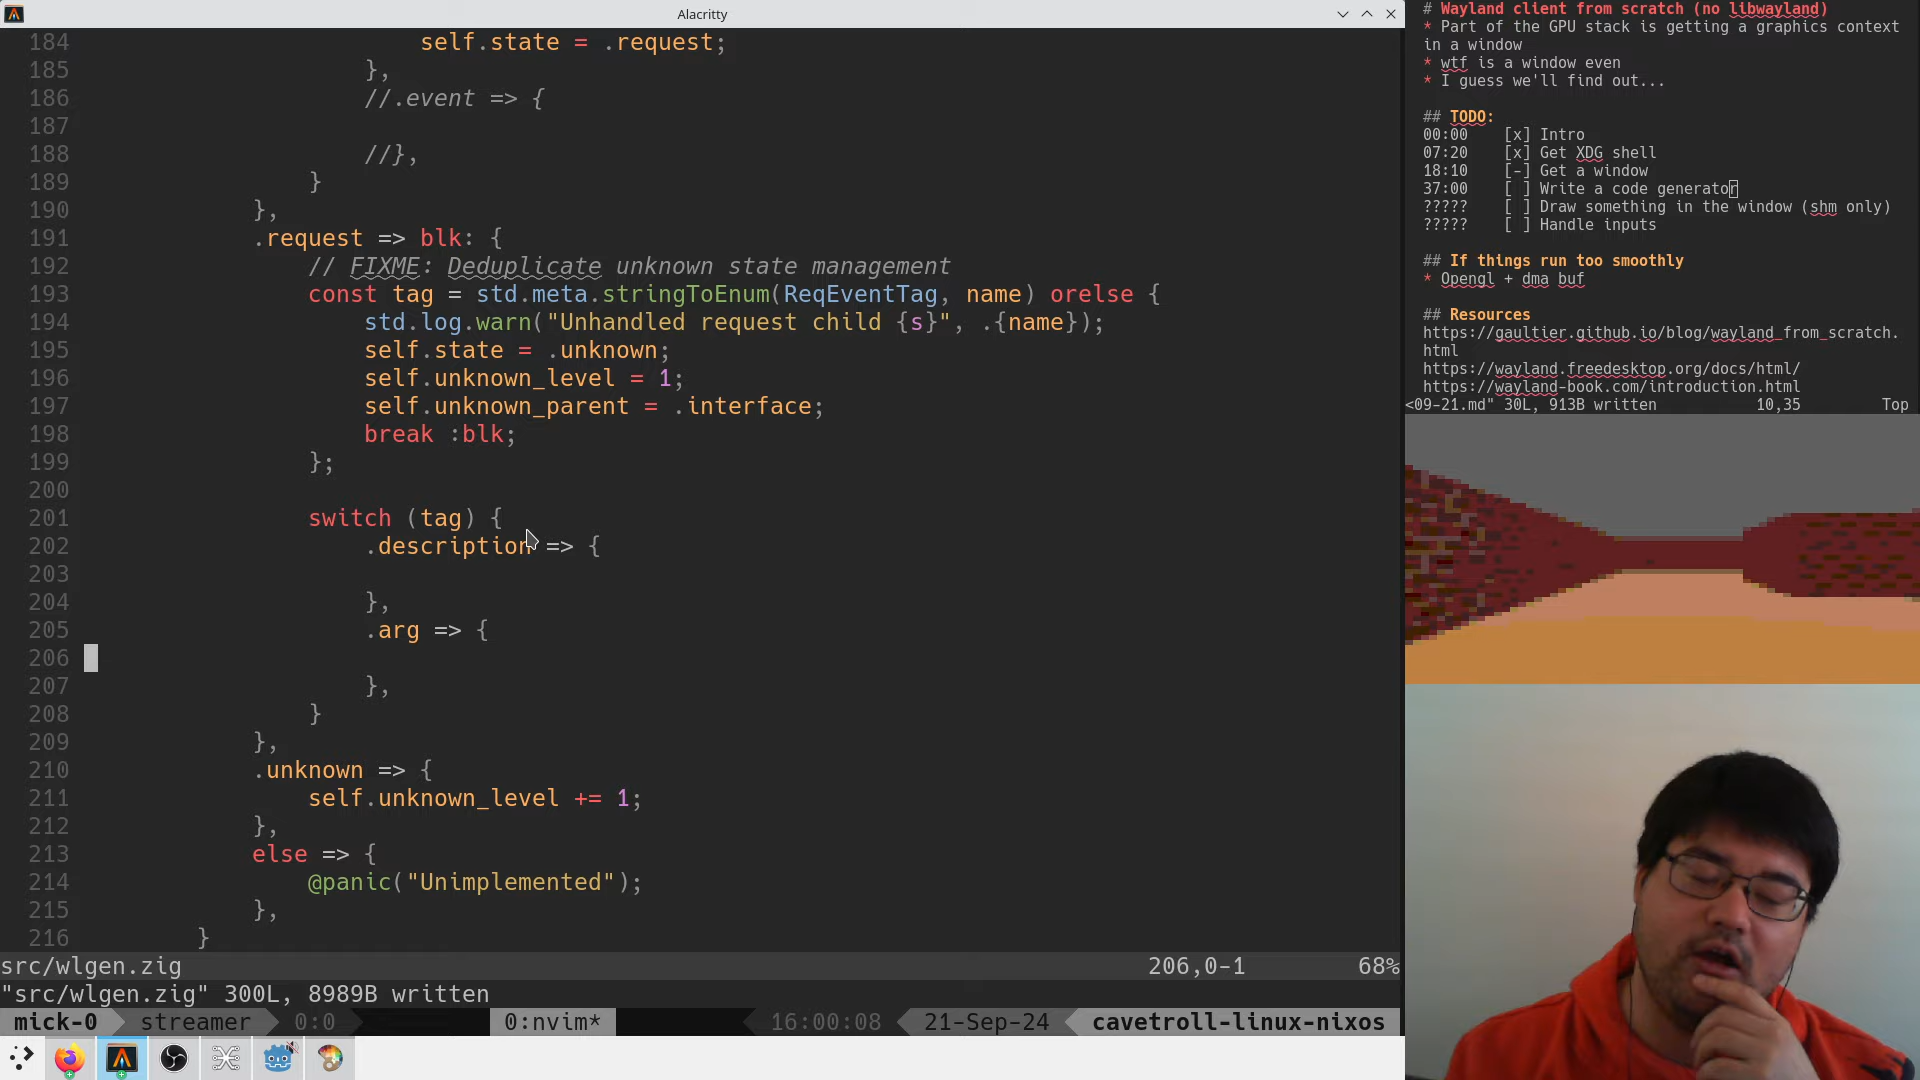 Alacritty
184 self.state = .request;
185 },
186 //.event => {
187
188 //},
189 }
190 },
191 .request => blk: {
192 // FIXME: Deduplicate unknown state management
193 const tag = std.meta.stringToEnum(ReqEventTag, name) orelse {
194 std.log.warn("Unhandled request child {s}", .{name});
195 self.state = .unknown;
196 self.unknown_level = 1;
197 self.unknown_parent = .interface;
198 break :blk;
199 };
200
201 switch (tag) {
202 .description => {
203
204 },
205 .arg => {
206
207 },
208 }
209 },
210 .unknown => {
211 self.unknown_level += 1;
212 },
213 else => {
214 @panic("Unimplemented");
215 },
216 }
src/wlgen.zig 206,0-1 68%
"src/wlgen.zig" 300L, 8989B written
mick-0 streamer 0:0 0:nvim* 16:00:08 21-Sep-24 cavetroll-linux-nixos
# Wayland client from scratch (no libwayland)
* Part of the GPU stack is getting a graphics context
in a window
* wtf is a window even
* I guess we'll find out...
## TODO:
00:00 [x] Intro
07:20 [x] Get XDG shell
18:10 [-] Get a window
37:00 [ ] Write a code generator
????? [ ] Draw something in the window (shm only)
????? [ ] Handle inputs
## If things run too smoothly
* Opengl + dma buf
## Resources
https://gaultier.github.io/blog/wayland_from_scratch.
html
https://wayland.freedesktop.org/docs/html/
https://wayland-book.com/introduction.html
<09-21.md" 30L, 913B written 10,35 Top